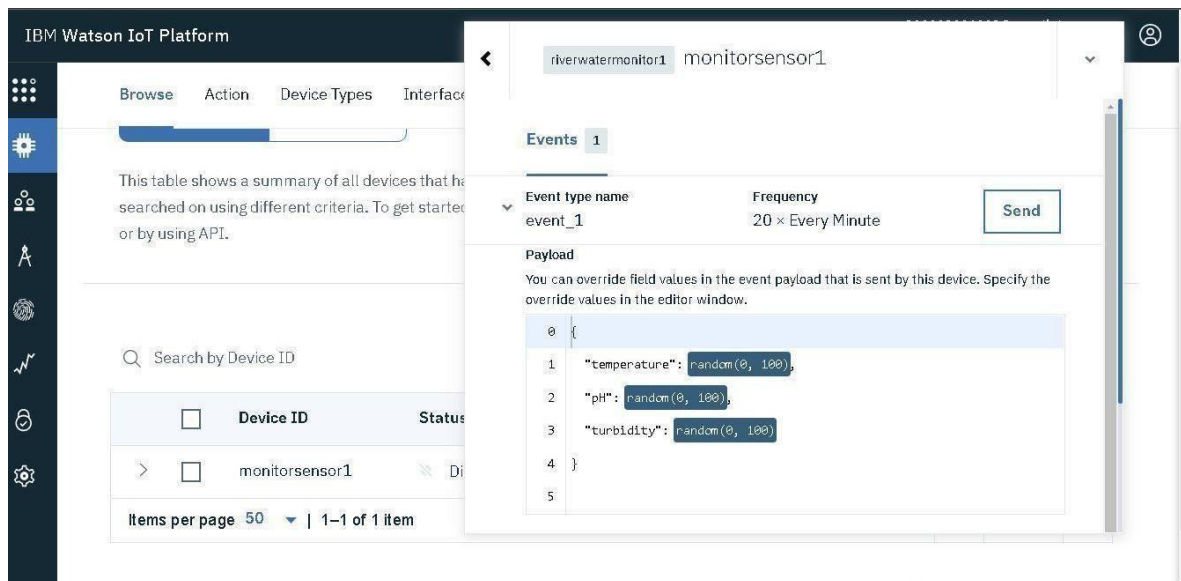 IBM Watson IoT Platform
Browse Action Device Types Interface
This table shows a summary of all devices that ha
searched on using different criteria. To get started
or by using API.
Search by Device ID
Device ID Status
monitorsensor1 Di
Items per page 50 | 1–1 of 1 item
riverwatermonitor1 monitorsensor1
Events 1
Event type name Frequency
event_1 20 × Every Minute
Send
Payload
You can override field values in the event payload that is sent by this device. Specify the
override values in the editor window.
0 {
1 "temperature": random(0, 100),
2 "pH": random(0, 100),
3 "turbidity": random(0, 100)
4 }
5